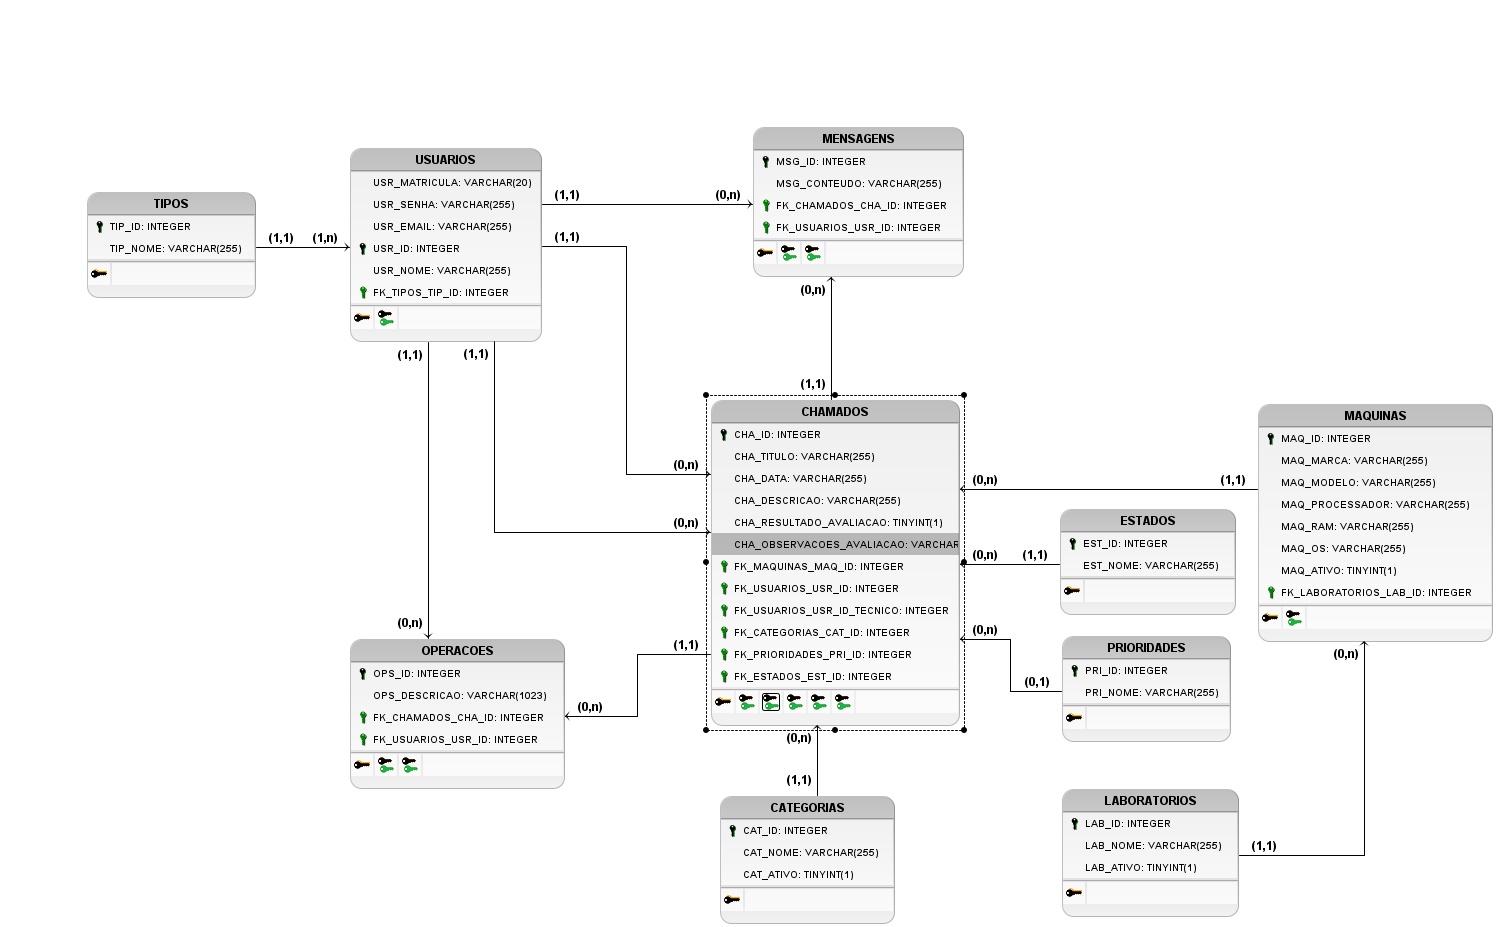 TIPOS
TIP_ID: INTEGER
TIP_NOME: VARCHAR(255)
(1,1)
(1,n)
USUARIOS
USR_MATRICULA: VARCHAR(20)
USR_SENHA: VARCHAR(255)
USR_EMAIL: VARCHAR(255)
USR_ID: INTEGER
USR_NOME: VARCHAR(255)
FK_TIPOS_TIP_ID: INTEGER
(1,1)
(0,n)
(1,1)
(1,1)
(1,1)
MENSAGENS
MSG_ID: INTEGER
MSG_CONTEUDO: VARCHAR(255)
FK_CHAMADOS_CHA_ID: INTEGER
FK_USUARIOS_USR_ID: INTEGER
(0,n)
(1,1)
(0,n)
(0,n)
CHAMADOS
CHA_ID: INTEGER
CHA_TITULO: VARCHAR(255)
CHA_DATA: VARCHAR(255)
CHA_DESCRICAO: VARCHAR(255)
CHA_RESULTADO_AVALIACAO: TINYINT(1)
CHA_OBSERVACOES_AVALIACAO: VARCHAR
FK_MAQUINAS_MAQ_ID: INTEGER
FK_USUARIOS_USR_ID: INTEGER
FK_USUARIOS_USR_ID_TECNICO: INTEGER
FK_CATEGORIAS_CAT_ID: INTEGER
FK_PRIORIDADES_PRI_ID: INTEGER
FK_ESTADOS_EST_ID: INTEGER
(0,n)
(1,1)
MAQUINAS
MAQ_ID: INTEGER
MAQ_MARCA: VARCHAR(255)
MAQ_MODELO: VARCHAR(255)
MAQ_PROCESSADOR: VARCHAR(255)
MAQ_RAM: VARCHAR(255)
MAQ_OS: VARCHAR(255)
MAQ_ATIVO: TINYINT(1)
FK_LABORATORIOS_LAB_ID: INTEGER
(0,n)
(1,1)
ESTADOS
EST_ID: INTEGER
EST_NOME: VARCHAR(255)
(0,n)
(0,1)
PRIORIDADES
PRI_ID: INTEGER
PRI_NOME: VARCHAR(255)
(0,n)
(0,n)
(1,1)
(0,n)
OPERACOES
OPS_ID: INTEGER
OPS_DESCRICAO: VARCHAR(1023)
FK_CHAMADOS_CHA_ID: INTEGER
FK_USUARIOS_USR_ID: INTEGER
(0,n)
(1,1)
CATEGORIAS
CAT_ID: INTEGER
CAT_NOME: VARCHAR(255)
CAT_ATIVO: TINYINT(1)
LABORATORIOS
LAB_ID: INTEGER
LAB_NOME: VARCHAR(255)
LAB_ATIVO: TINYINT(1)
(1,1)